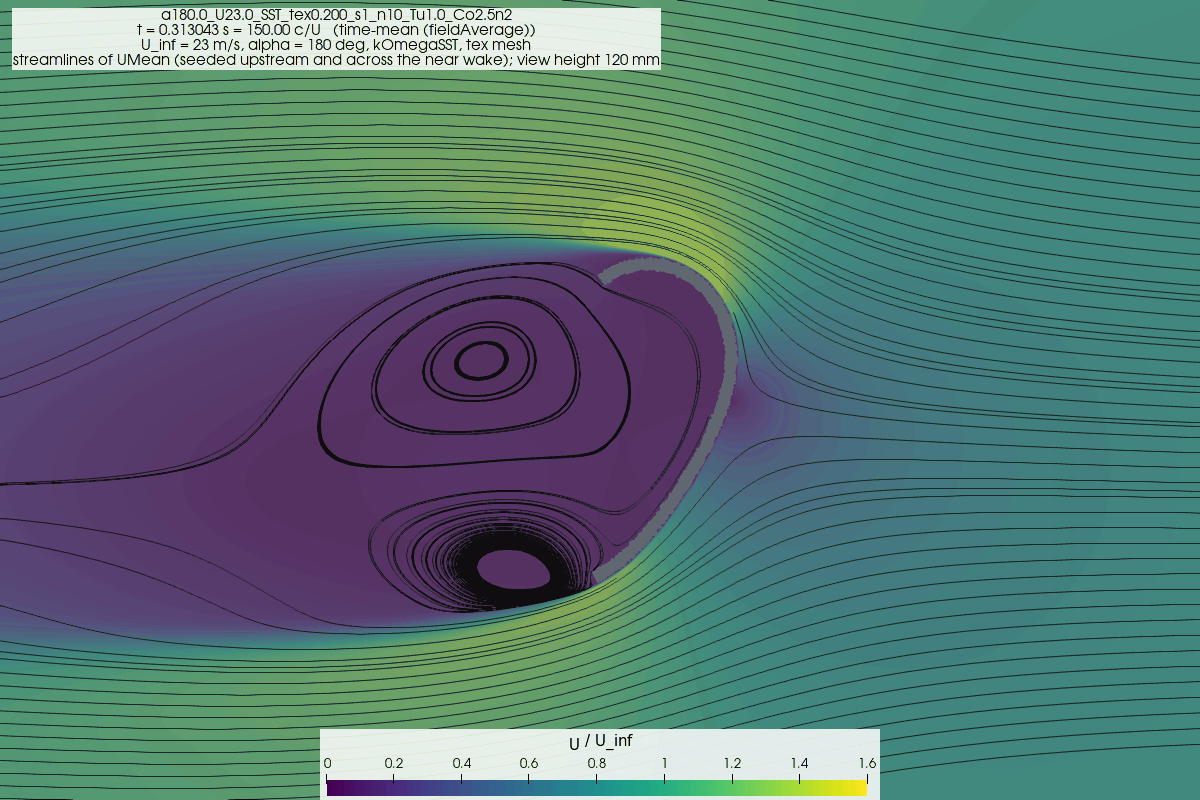 a180.0_U23.0_SST_tex0.200_s1_n10_Tu1.0_Co2.5n2
t = 0.313043 s = 150.00 c/U (time-mean (fieldAverage))
U_inf = 23 m/s, alpha = 180 deg, kOmegaSST, tex mesh
streamlines of UMean (seeded upstream and across the near wake); view height 120 mm
U / U_inf
0 0.2 0.4 0.6 0.8 1 1.2 1.4 1.6